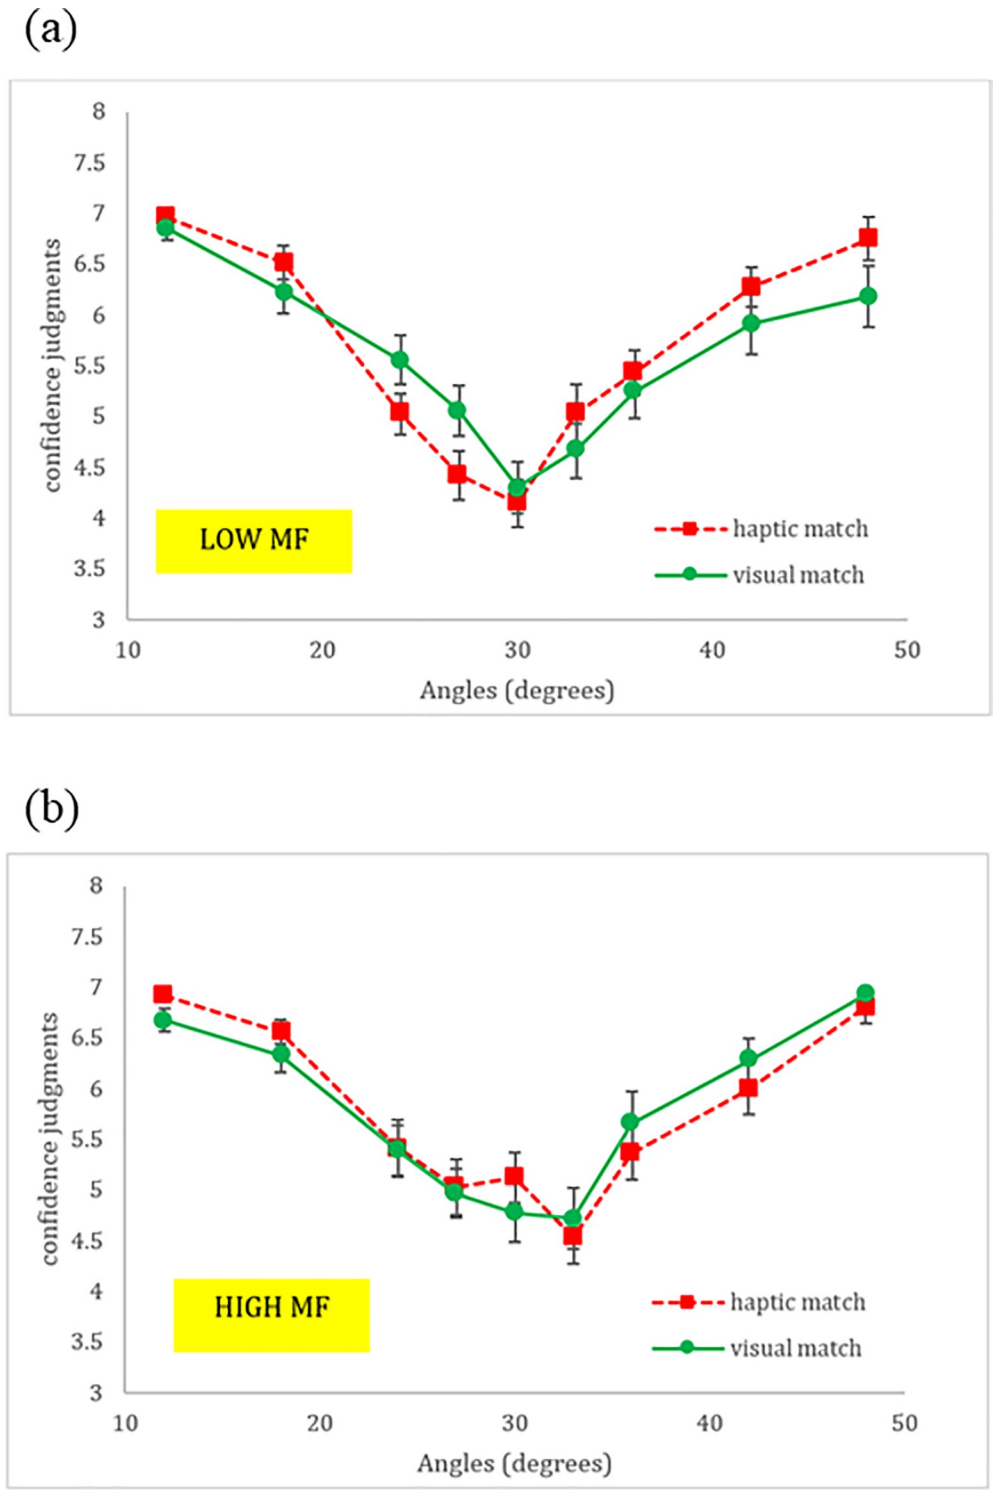 (a)
8
7.5
7
6.5
6
5.5
5
4.5
4
3.5
3
confidence judgments
LOW MF
haptic match
visual match
10 20 30 40 50
Angles (degrees)
(b)
8
7.5
7
6.5
6
5.5
5
4.5
4
3.5
3
confidence judgments
HIGH MF
haptic match
visual match
10 20 30 40 50
Angles (degrees)